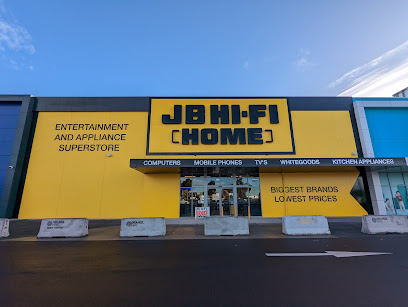 JB HI-FI
[HOME]
ENTERTAINMENT
AND APPLIANCE
SUPERSTORE
COMPUTERS MOBILE PHONES TV'S WHITEGOODS KITCHEN APPLIANCES
BIGGEST BRANDS
LOWEST PRICES